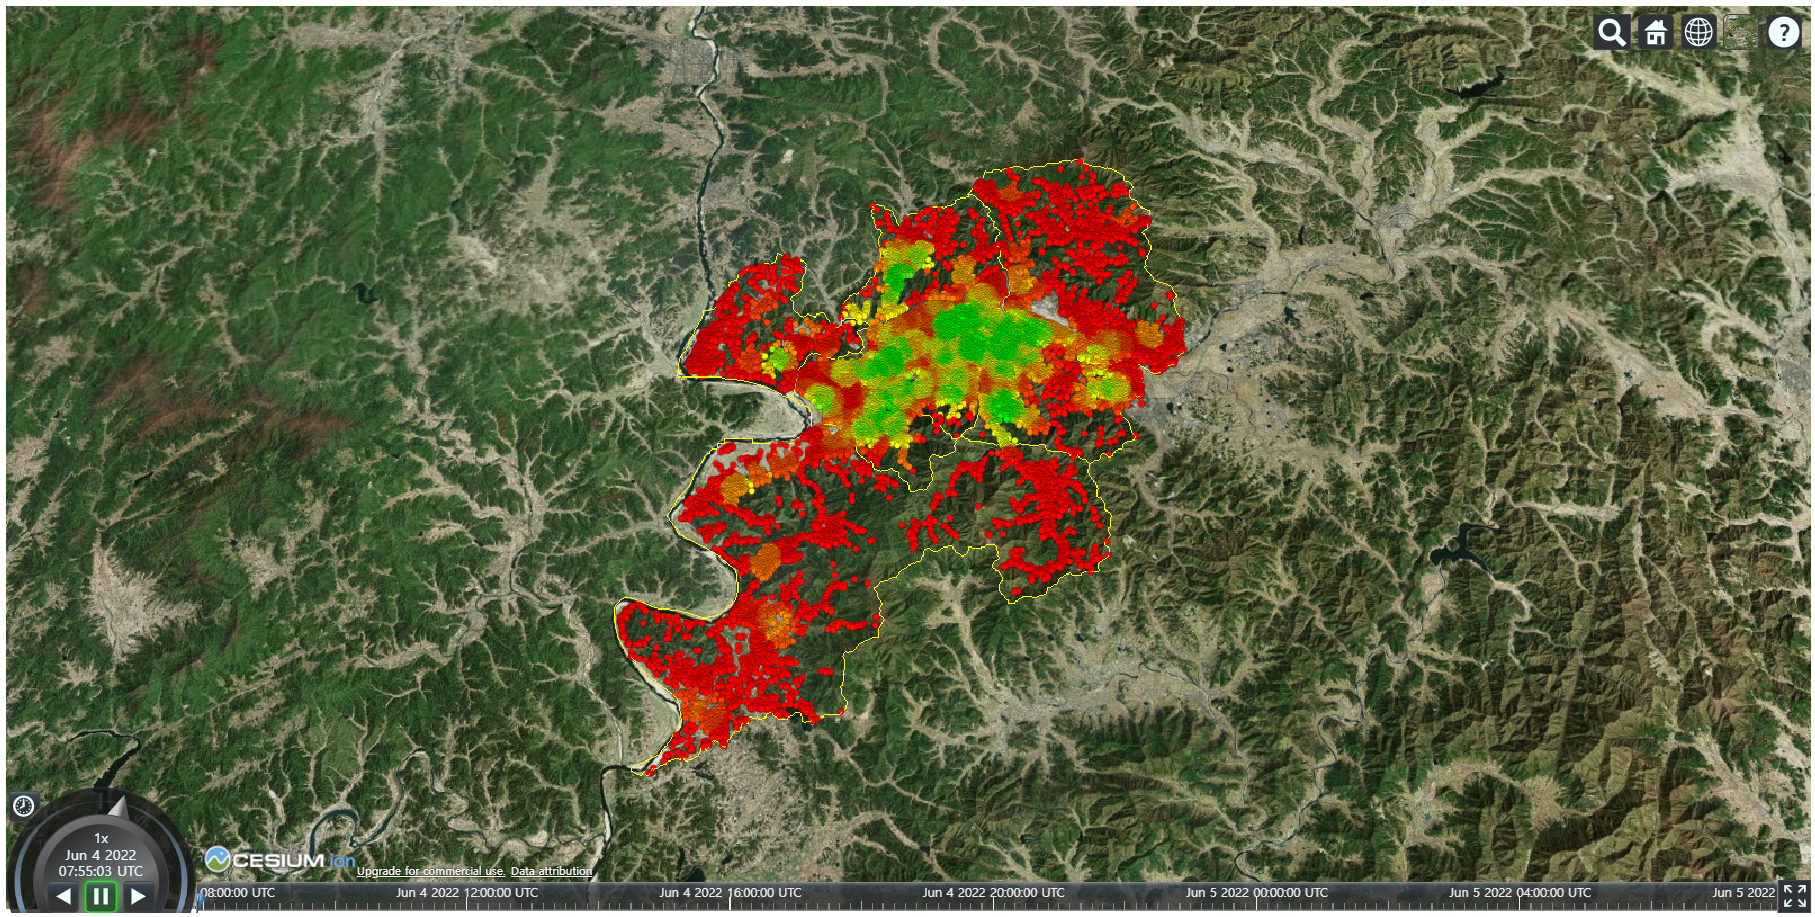 ?
1x
Jun 4 2022
07:55:03 UTC
CESIUM ion
Upgrade for commercial use. Data attribution
08:00:00 UTC
Jun 4 2022 12:00:00 UTC
Jun 4 2022 16:00:00 UTC
Jun 4 2022 20:00:00 UTC
Jun 5 2022 00:00:00 UTC
Jun 5 2022 04:00:00 UTC
Jun 5 2022